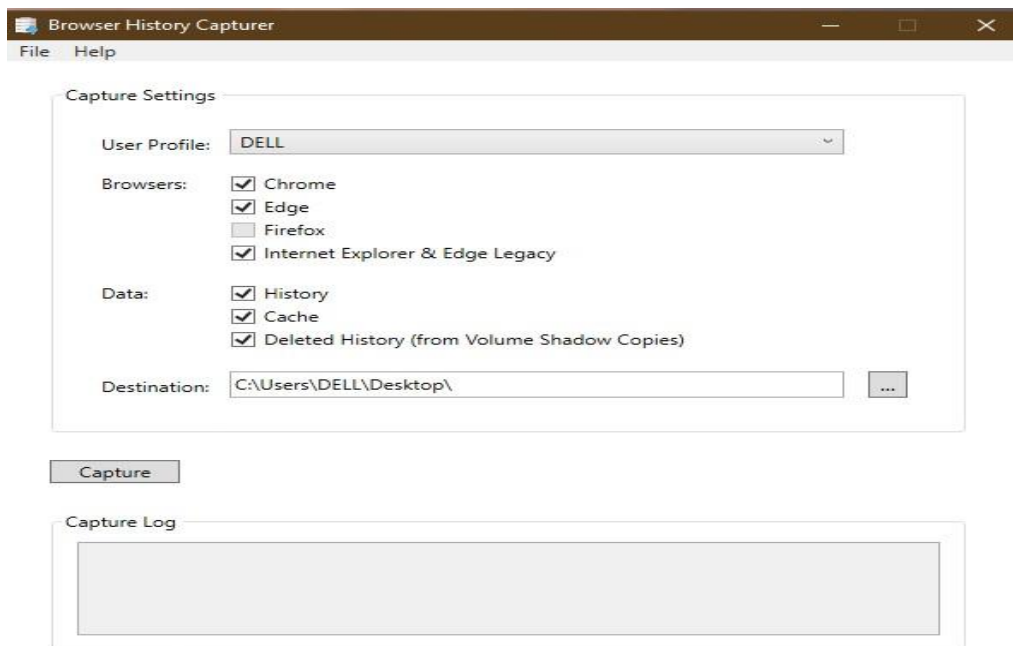 Browser History Capturer
File Help
Capture Settings
User Profile: DELL
Browsers: Chrome
Edge
Firefox
Internet Explorer & Edge Legacy
Data: History
Cache
Deleted History (from Volume Shadow Copies)
Destination: C:\Users\DELL\Desktop\ ...
Capture
Capture Log